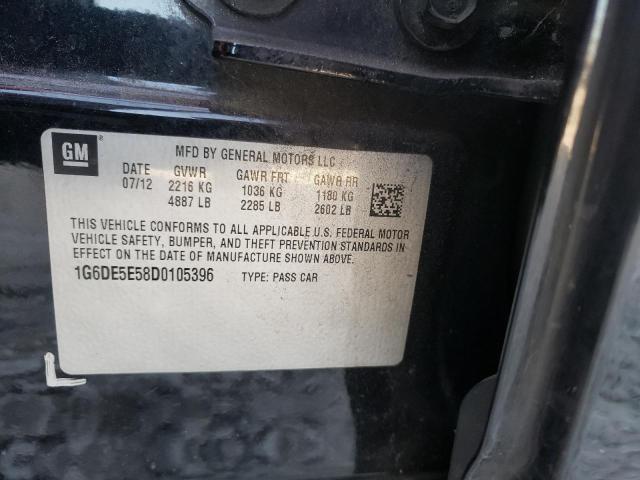 GM
MFD BY GENERAL MOTORS LLC
DATE GVWR GAWR FRT GAWR RR
07/12 2216 KG 1036 KG 1180 KG
4887 LB 2285 LB 2602 LB
THIS VEHICLE CONFORMS TO ALL APPLICABLE U.S. FEDERAL MOTOR
VEHICLE SAFETY, BUMPER, AND THEFT PREVENTION STANDARDS IN
EFFECT ON THE DATE OF MANUFACTURE SHOWN ABOVE.
1G6DE5E58D0105396 TYPE: PASS CAR